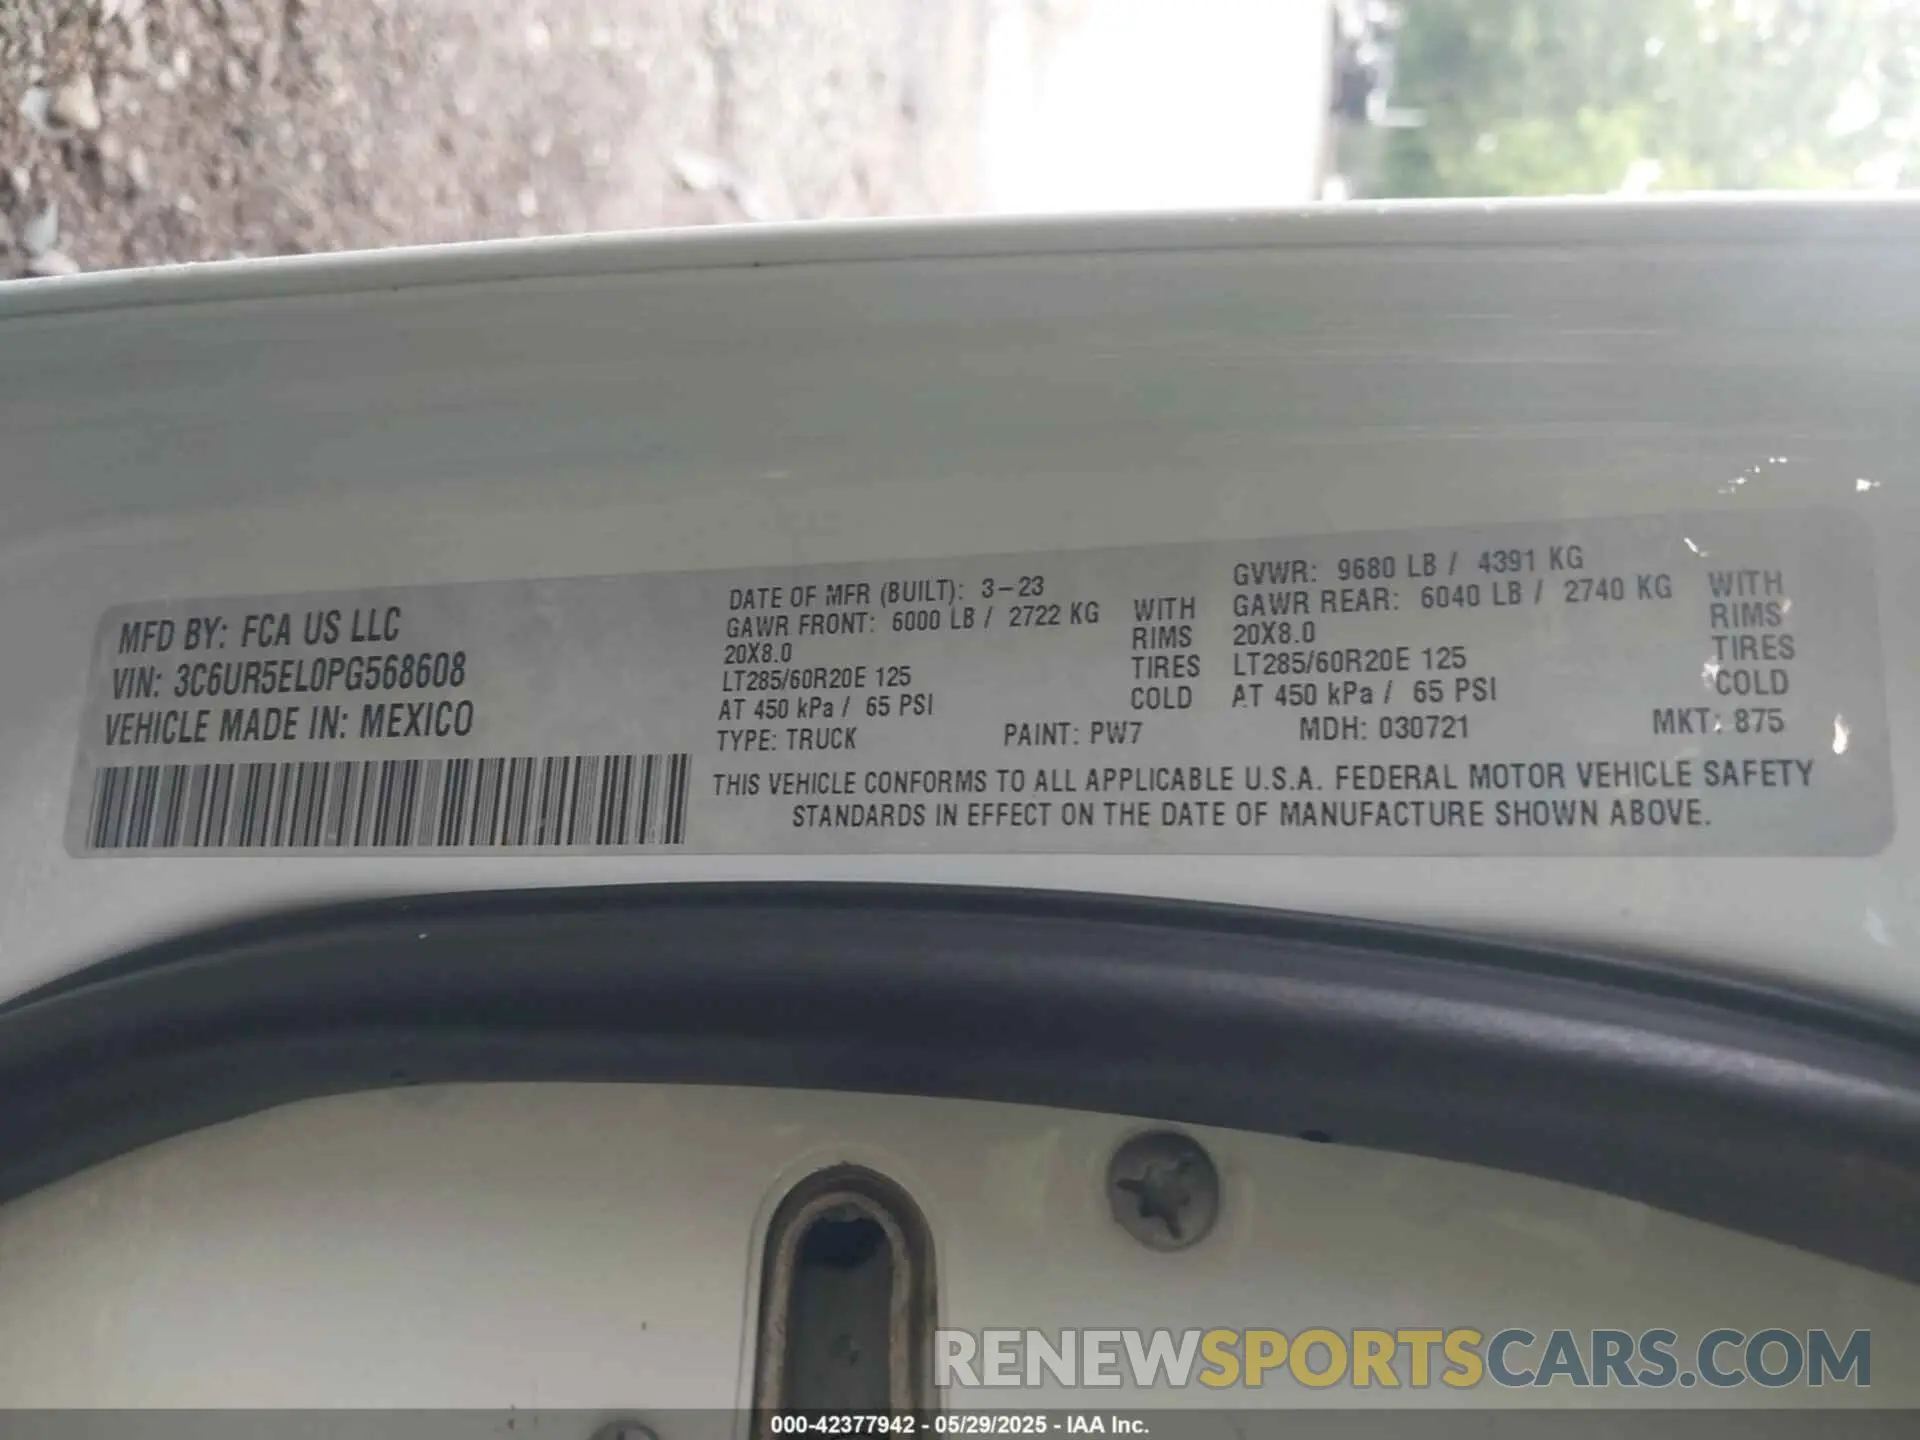 MFD BY: FCA US LLC
VIN: 3C6UR5EL0PG568608
VEHICLE MADE IN: MEXICO
DATE OF MFR (BUILT): 3-23
GAWR FRONT: 6000 LB / 2722 KG WITH
20X8.0 RIMS
LT285/60R20E 125 TIRES
AT 450 kPa / 65 PSI COLD
GVWR: 9680 LB / 4391 KG
GAWR REAR: 6040 LB / 2740 KG WITH
20X8.0 RIMS
LT285/60R20E 125 TIRES
AT 450 kPa / 65 PSI COLD
TYPE: TRUCK PAINT: PW7 MDH: 030721 MKT: 875
THIS VEHICLE CONFORMS TO ALL APPLICABLE U.S.A. FEDERAL MOTOR VEHICLE SAFETY
STANDARDS IN EFFECT ON THE DATE OF MANUFACTURE SHOWN ABOVE.
RENEWSPORTSCARS.COM
000-42377942 - 05/29/2025 - IAA Inc.